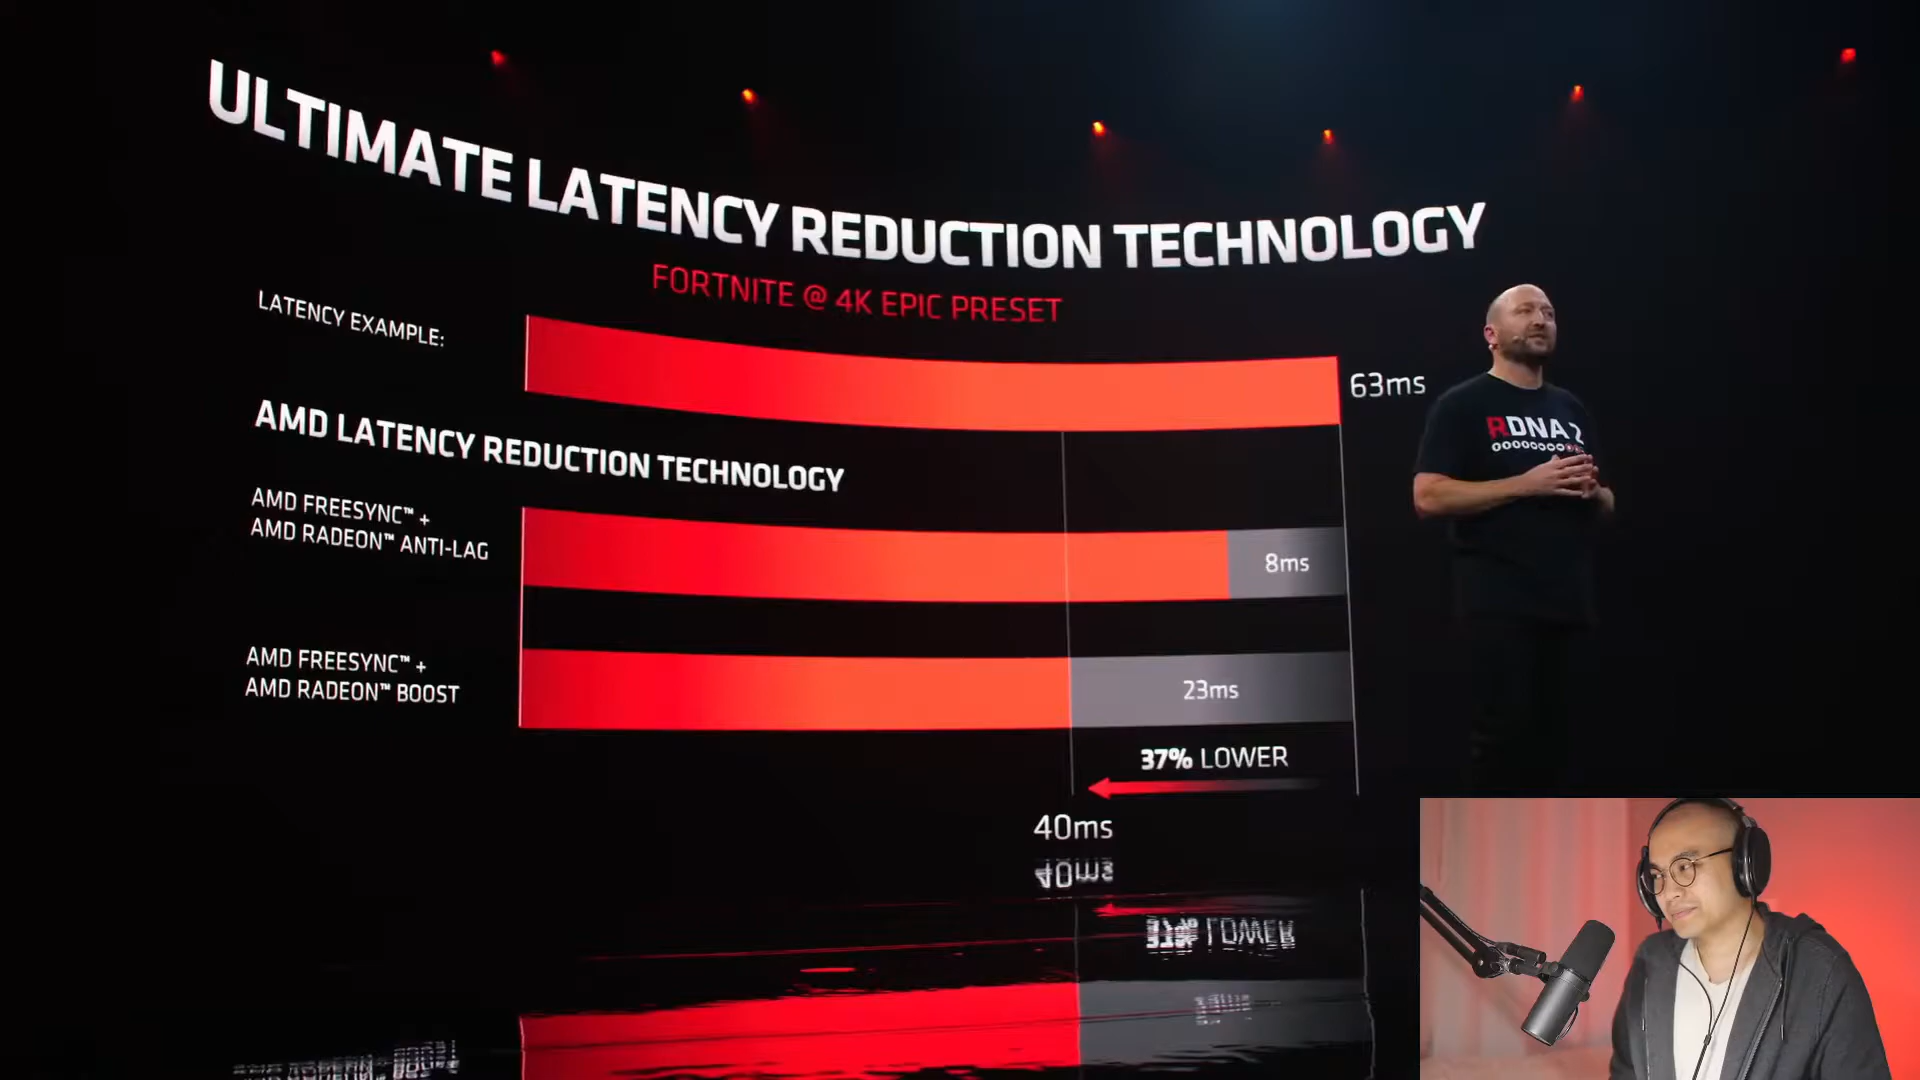 ULTIMATE LATENCY REDUCTION TECHNOLOGY
FORTNITE @ 4K EPIC PRESET
LATENCY EXAMPLE:
63ms
RDNA 2
AMD LATENCY REDUCTION TECHNOLOGY
AMD FREESYNC™ +
AMD RADEON™ ANTI-LAG
8ms
AMD FREESYNC™ +
AMD RADEON™ BOOST
23ms
37% LOWER
40ms